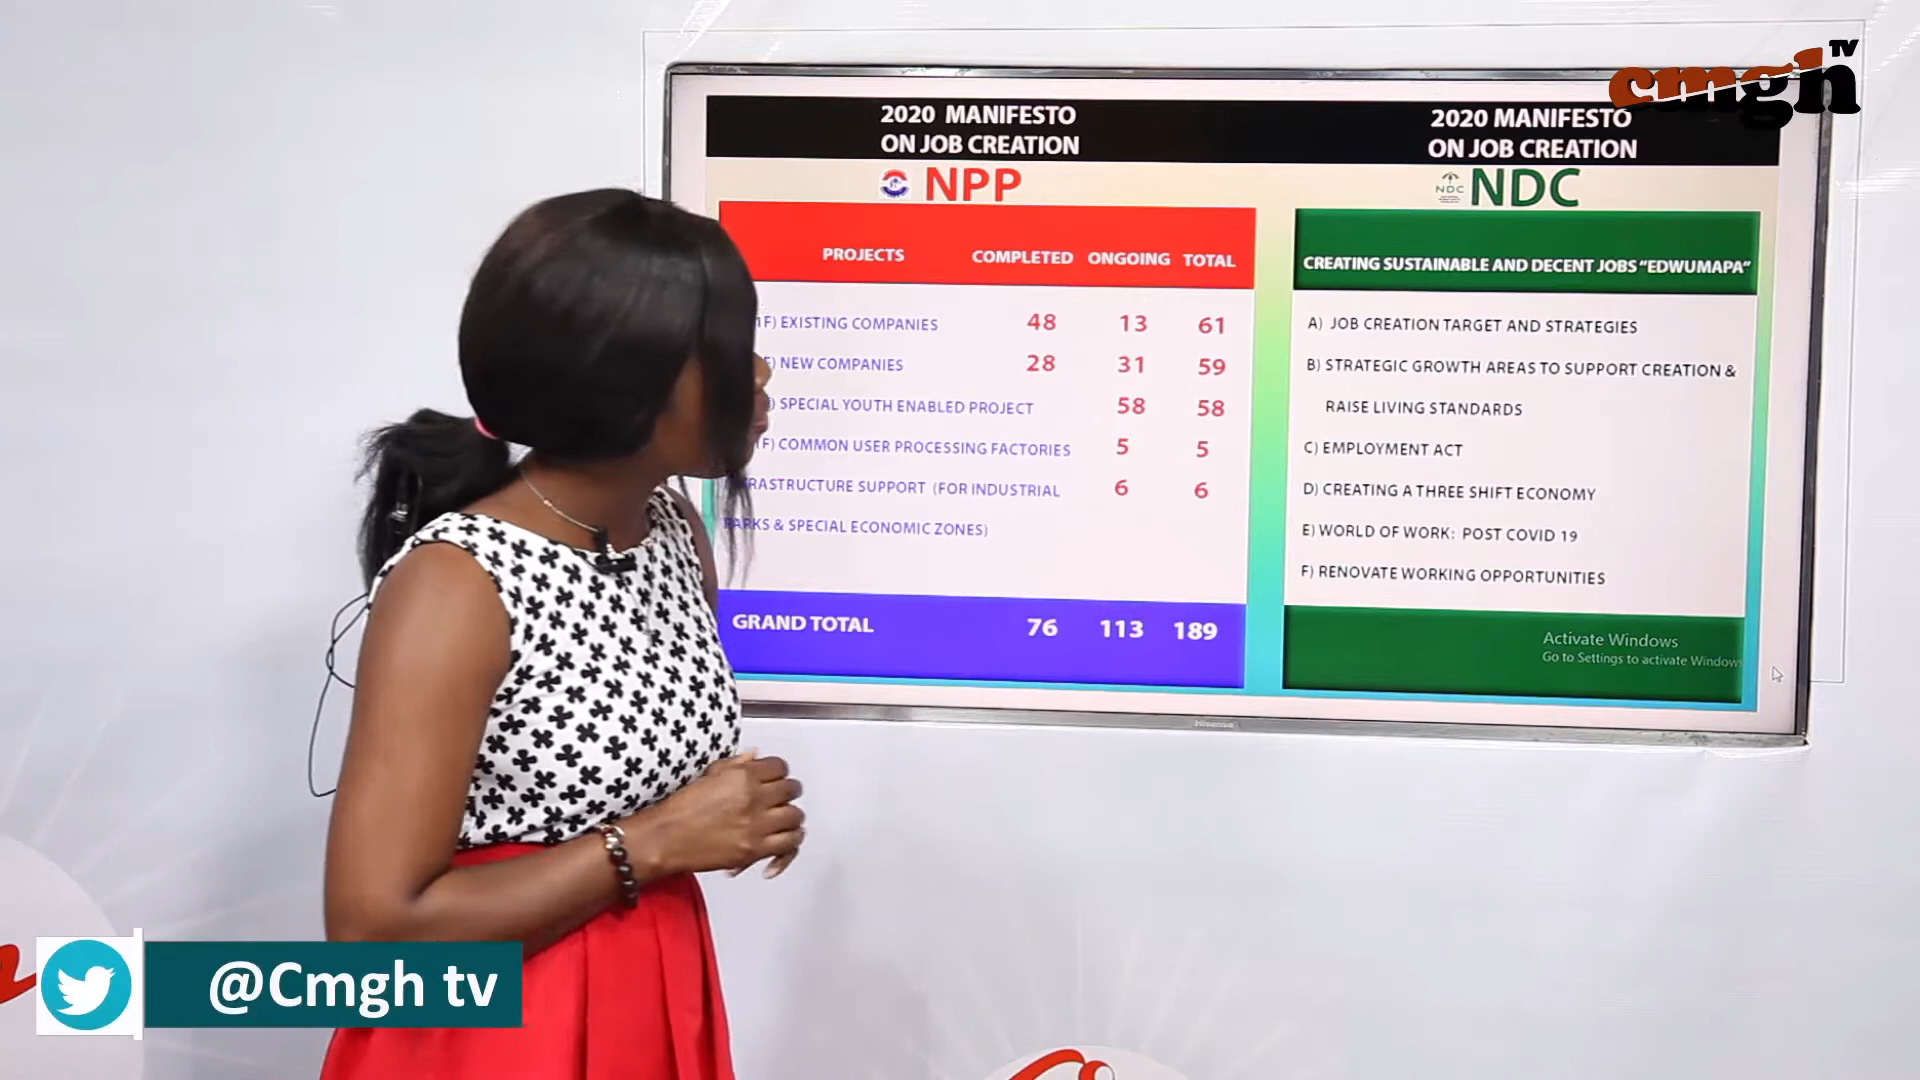 TV
cmgh
2020 MANIFESTO
ON JOB CREATION
NPP
PROJECTS COMPLETED ONGOING TOTAL
1F) EXISTING COMPANIES 48 13 61
) NEW COMPANIES 28 31 59
) SPECIAL YOUTH ENABLED PROJECT 58 58
1F) COMMON USER PROCESSING FACTORIES 5 5
RASTRUCTURE SUPPORT (FOR INDUSTRIAL 6 6
PARKS & SPECIAL ECONOMIC ZONES)
GRAND TOTAL 76 113 189
2020 MANIFESTO
ON JOB CREATION
NDC
NDC
CREATING SUSTAINABLE AND DECENT JOBS “EDWUMAPA”
A) JOB CREATION TARGET AND STRATEGIES
B) STRATEGIC GROWTH AREAS TO SUPPORT CREATION &
RAISE LIVING STANDARDS
C) EMPLOYMENT ACT
D) CREATING A THREE SHIFT ECONOMY
E) WORLD OF WORK: POST COVID 19
F) RENOVATE WORKING OPPORTUNITIES
Activate Windows
Go to Settings to activate Windows
Hisense
@Cmgh tv